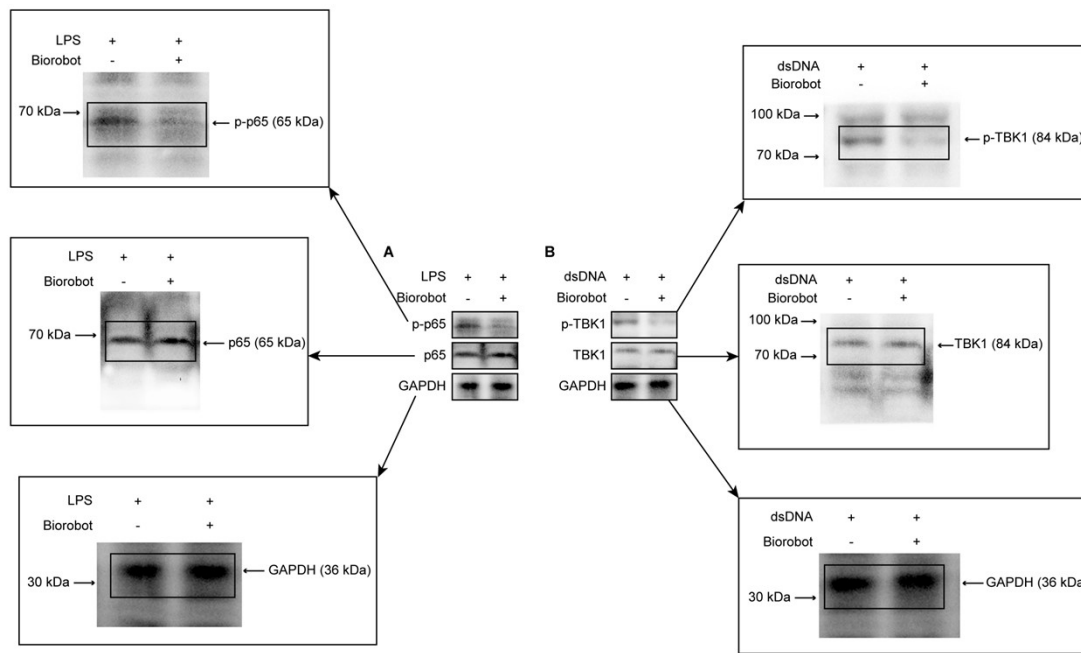 LPS + +
Biorobot - +
70 kDa
p-p65 (65 kDa)
LPS + +
Biorobot - +
70 kDa
p65 (65 kDa)
LPS + +
Biorobot - +
30 kDa
GAPDH (36 kDa)
A
LPS + +
Biorobot - +
p-p65
p65
GAPDH
B
dsDNA + +
Biorobot - +
p-TBK1
TBK1
GAPDH
dsDNA + +
Biorobot - +
100 kDa
p-TBK1 (84 kDa)
70 kDa
dsDNA + +
Biorobot - +
100 kDa
TBK1 (84 kDa)
70 kDa
dsDNA + +
Biorobot - +
GAPDH (36 kDa
30 kDa